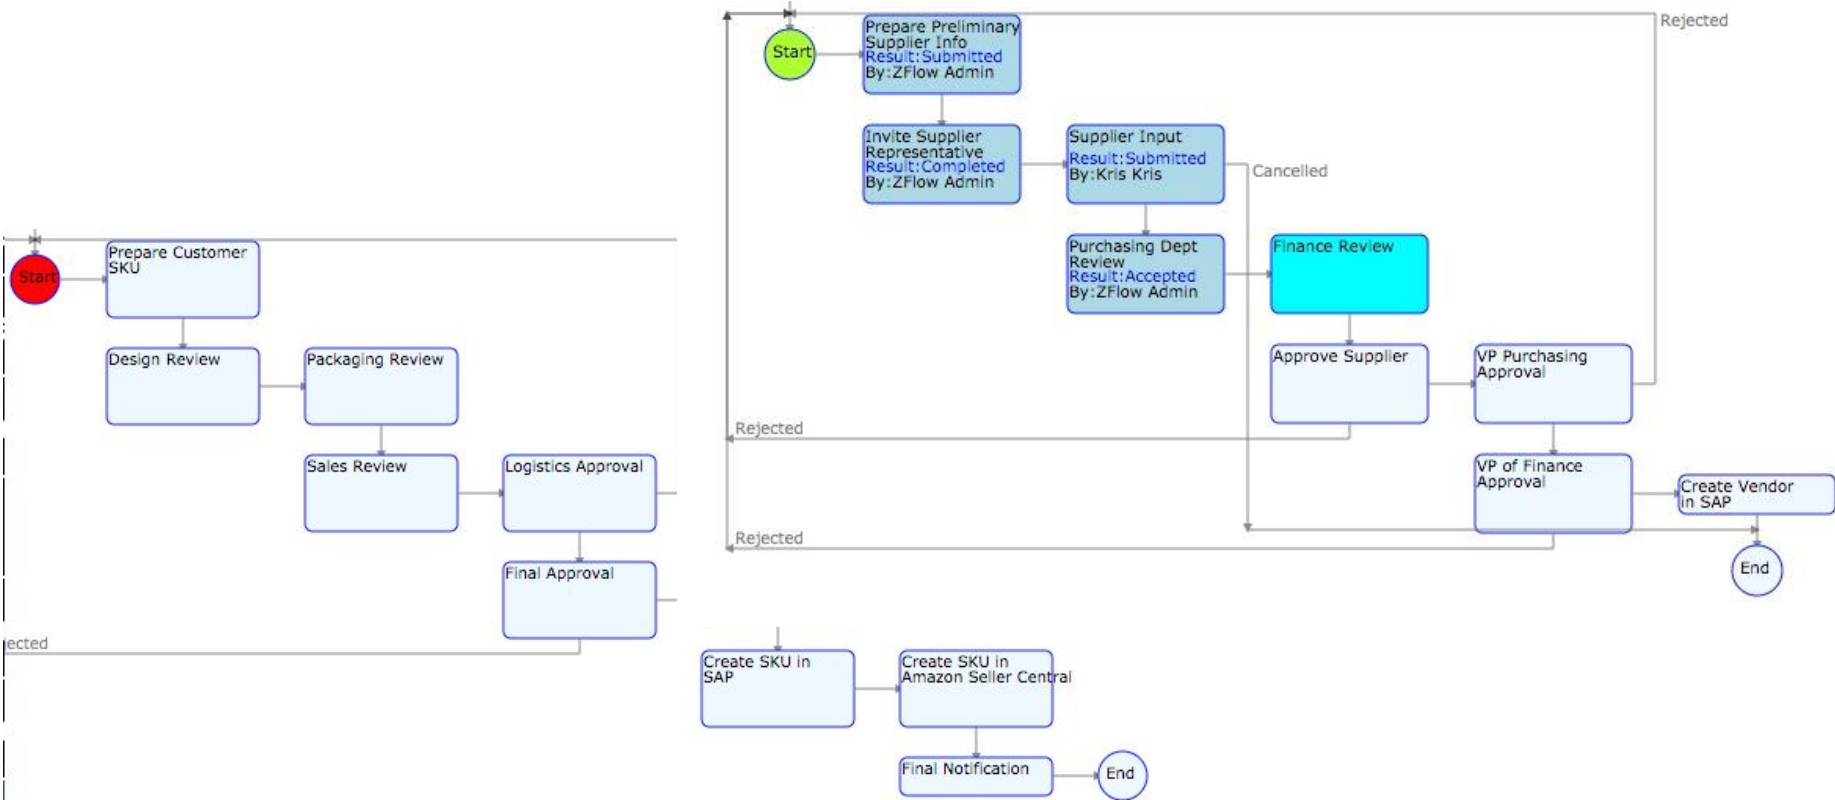 Start
Prepare Preliminary
Supplier Info
Result:Submitted
By:ZFlow Admin
Rejected
Invite Supplier
Representative
Result:Completed
By:ZFlow Admin
Supplier Input
Result:Submitted
By:Kris Kris
Cancelled
Purchasing Dept
Review
Result:Accepted
By:ZFlow Admin
Finance Review
Approve Supplier
VP Purchasing
Approval
Rejected
VP of Finance
Approval
Create Vendor
in SAP
Rejected
End
Start
Prepare Customer
SKU
Design Review
Packaging Review
Sales Review
Logistics Approval
Final Approval
jected
Create SKU in
SAP
Create SKU in
Amazon Seller Central
Final Notification
End